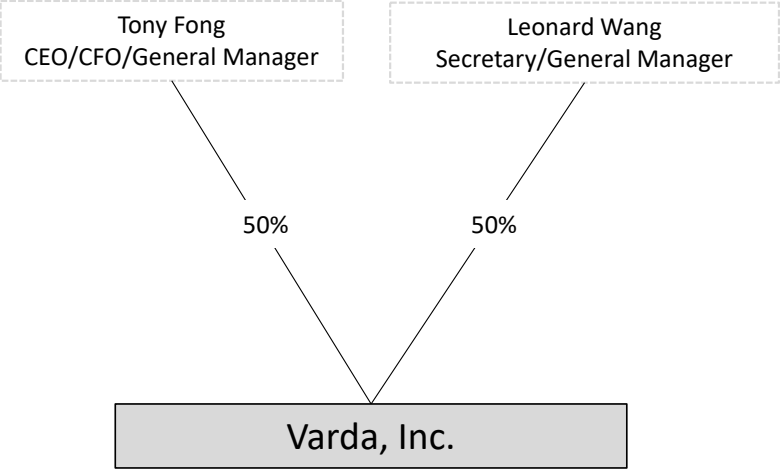 Tony Fong
CEO/CFO/General Manager
Leonard Wang
Secretary/General Manager
50%
50%
Varda, Inc.